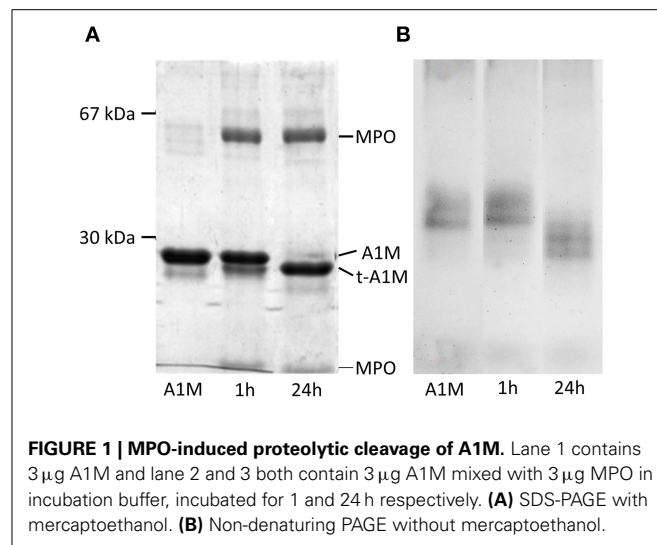 A
B
67 kDa
MPO
30 kDa
A1M
t-A1M
MPO
A1M 1h 24h
A1M 1h 24h
FIGURE 1 | MPO-induced proteolytic cleavage of A1M. Lane 1 contains
3 μg A1M and lane 2 and 3 both contain 3 μg A1M mixed with 3 μg MPO in
incubation buffer, incubated for 1 and 24 h respectively. (A) SDS-PAGE with
mercaptoethanol. (B) Non-denaturing PAGE without mercaptoethanol.